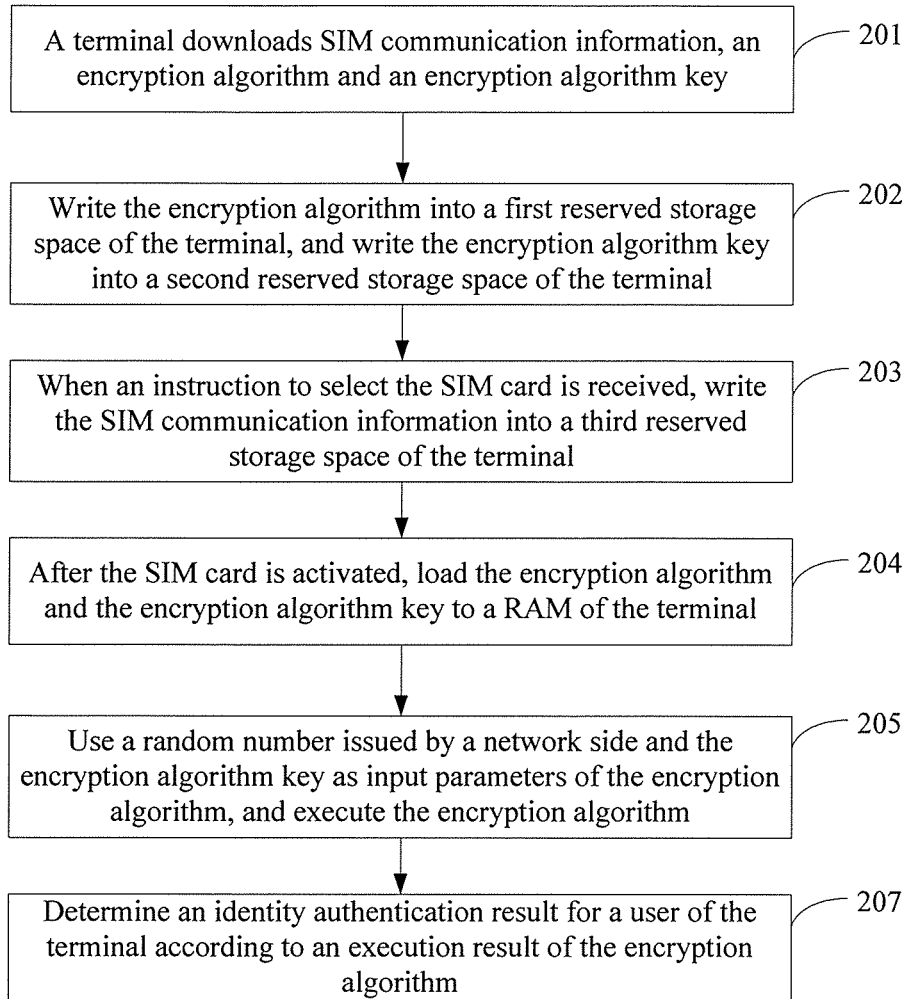 A terminal downloads SIM communication information, an
encryption algorithm and an encryption algorithm key
201
Write the encryption algorithm into a first reserved storage
space of the terminal, and write the encryption algorithm key
into a second reserved storage space of the terminal
202
When an instruction to select the SIM card is received, write
the SIM communication information into a third reserved
storage space of the terminal
203
After the SIM card is activated, load the encryption algorithm
and the encryption algorithm key to a RAM of the terminal
204
Use a random number issued by a network side and the
encryption algorithm key as input parameters of the encryption
algorithm, and execute the encryption algorithm
205
Determine an identity authentication result for a user of the
terminal according to an execution result of the encryption
algorithm
207